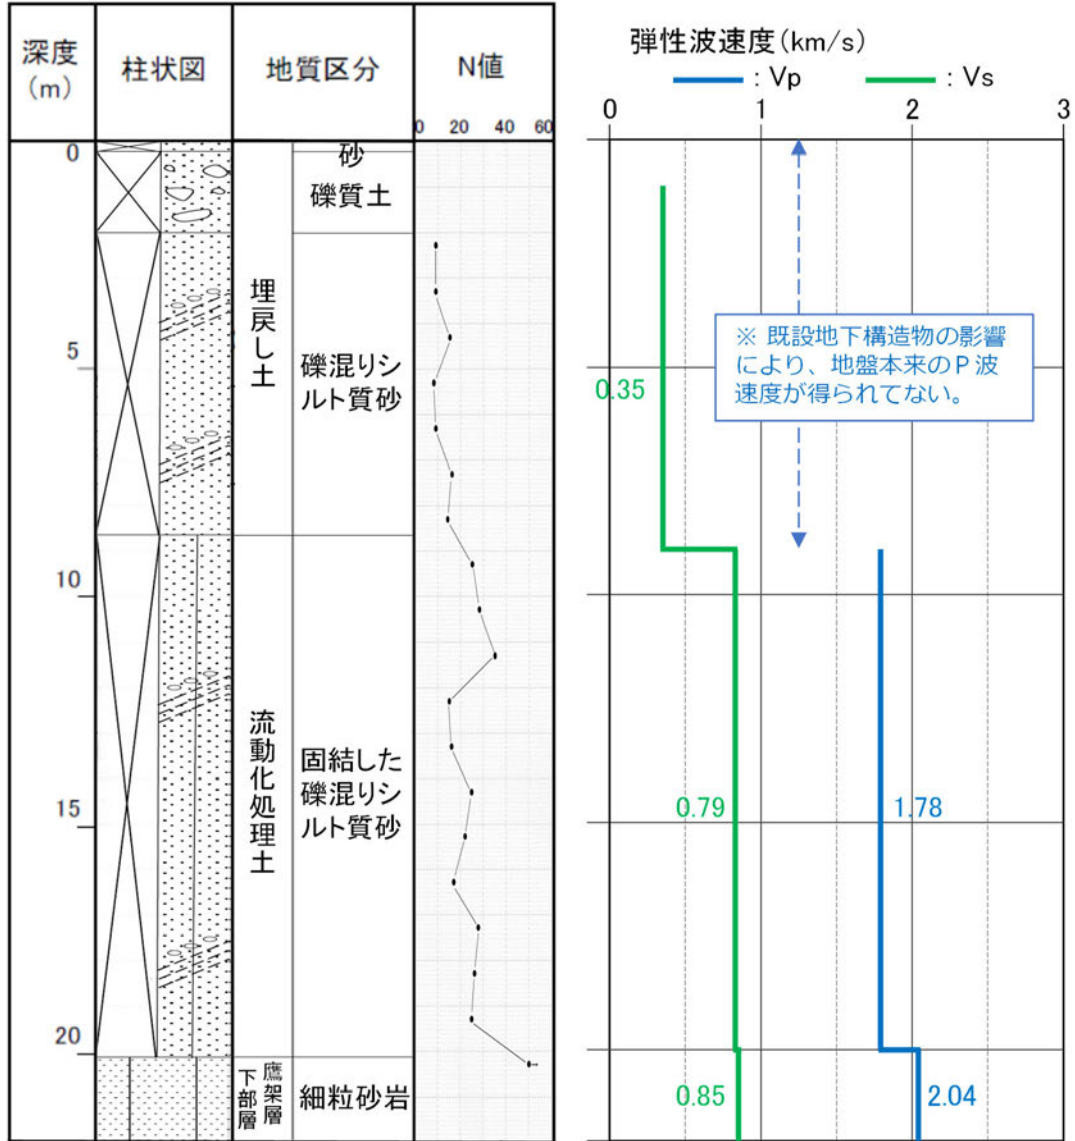 深度
(m)
柱状図
地質区分
N値
0 20 40 60
0
5
10
15
20
埋戻し土
砂
礫質土
礫混りシ
ルト質砂
流動化処理土
固結した
礫混りシ
ルト質砂
鷹架層
下部層
細粒砂岩
弾性波速度(km/s)
: Vp : Vs
0 1 2 3
※ 既設地下構造物の影響
により、地盤本来のP波
速度が得られてない。
0.35
0.79
1.78
0.85
2.04